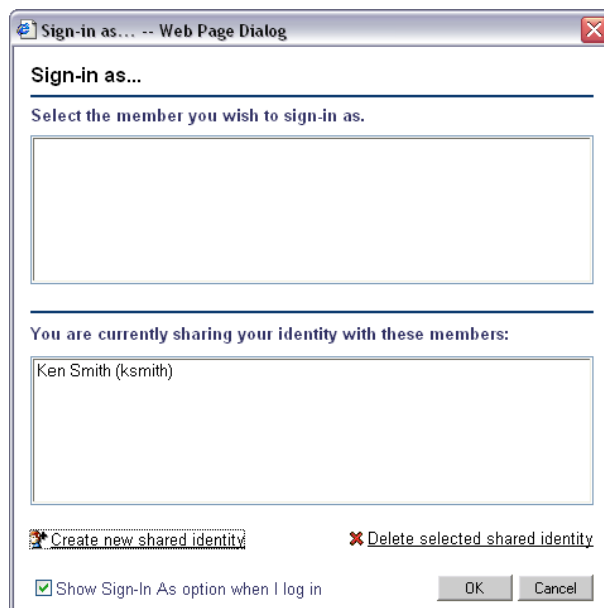 Sign-in as... -- Web Page Dialog
Sign-in as...
Select the member you wish to sign-in as.
You are currently sharing your identity with these members:
Ken Smith (ksmith)
Create new shared identity Delete selected shared identity
Show Sign-In As option when I log in OK Cancel